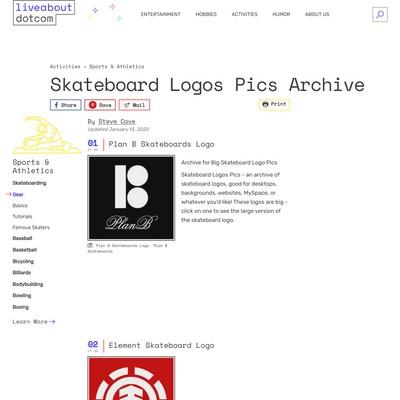 liveabout
dotcom
ENTERTAINMENT HOBBIES ACTIVITIES HUMOR ABOUT US
Activities › Sports & Athletics
Skateboard Logos Pics Archive
Share Save Mail Print
By Steve Cave
Updated January 13, 2020
Sports &
Athletics
Skateboarding
Gear
Basics
Tutorials
Famous Skaters
Baseball
Basketball
Bicycling
Billiards
Bodybuilding
Bowling
Boxing
Learn More
01 Plan B Skateboards Logo
Plan B
Plan B Skateboards Logo. Plan B
Skateboards
Archive for Big Skateboard Logo Pics
Skateboard Logos Pics - an archive of
skateboard logos, good for desktops,
backgrounds, websites, MySpace, or
whatever you'd like! These logos are big -
click on one to see the large version of
the skateboard logo.
02 Element Skateboard Logo